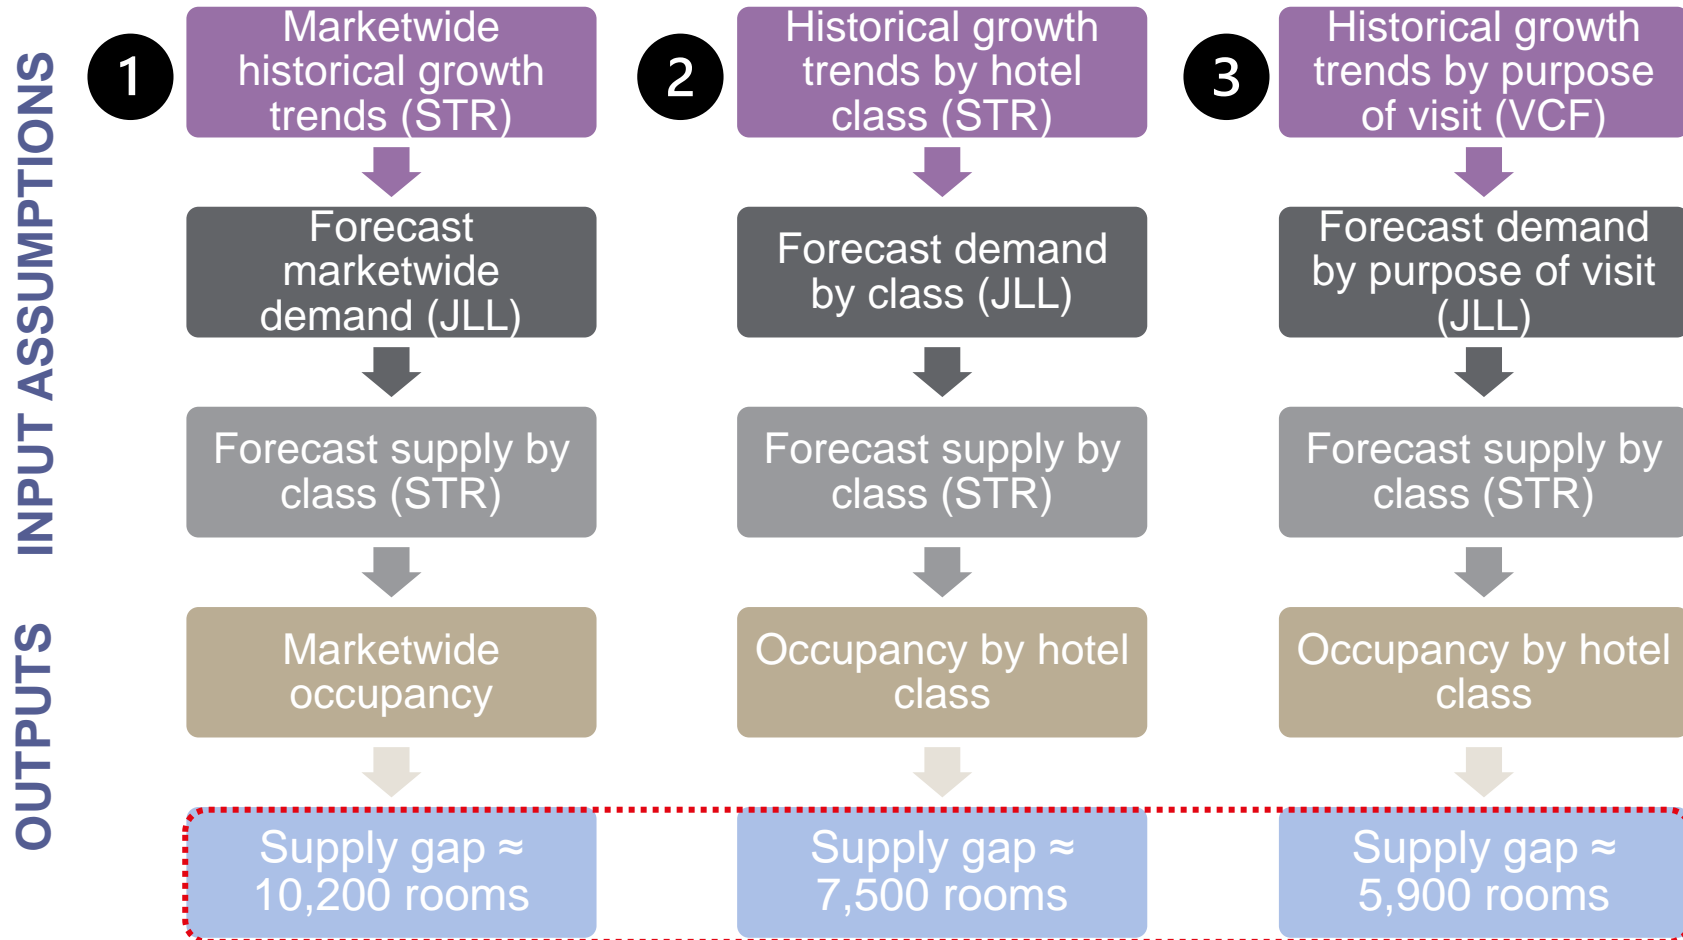 INPUT ASSUMPTIONS
OUTPUTS
1
Marketwide
historical growth
trends (STR)
Forecast
marketwide
demand (JLL)
Forecast supply by
class (STR)
Marketwide
occupancy
Supply gap ≈
10,200 rooms
2
Historical growth
trends by hotel
class (STR)
Forecast demand
by class (JLL)
Forecast supply by
class (STR)
Occupancy by hotel
class
Supply gap ≈
7,500 rooms
3
Historical growth
trends by purpose
of visit (VCF)
Forecast demand
by purpose of visit
(JLL)
Forecast supply by
class (STR)
Occupancy by hotel
class
Supply gap ≈
5,900 rooms